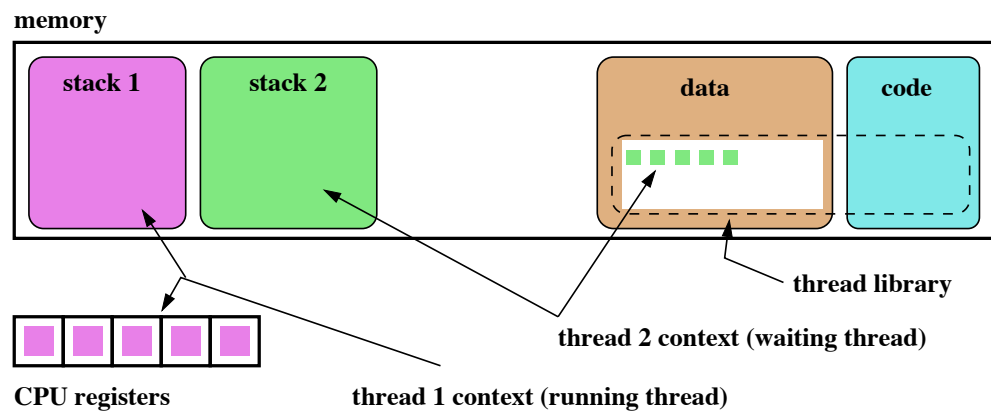 memory
stack 1
stack 2
data
code
thread library
thread 2 context (waiting thread)
CPU registers
thread 1 context (running thread)